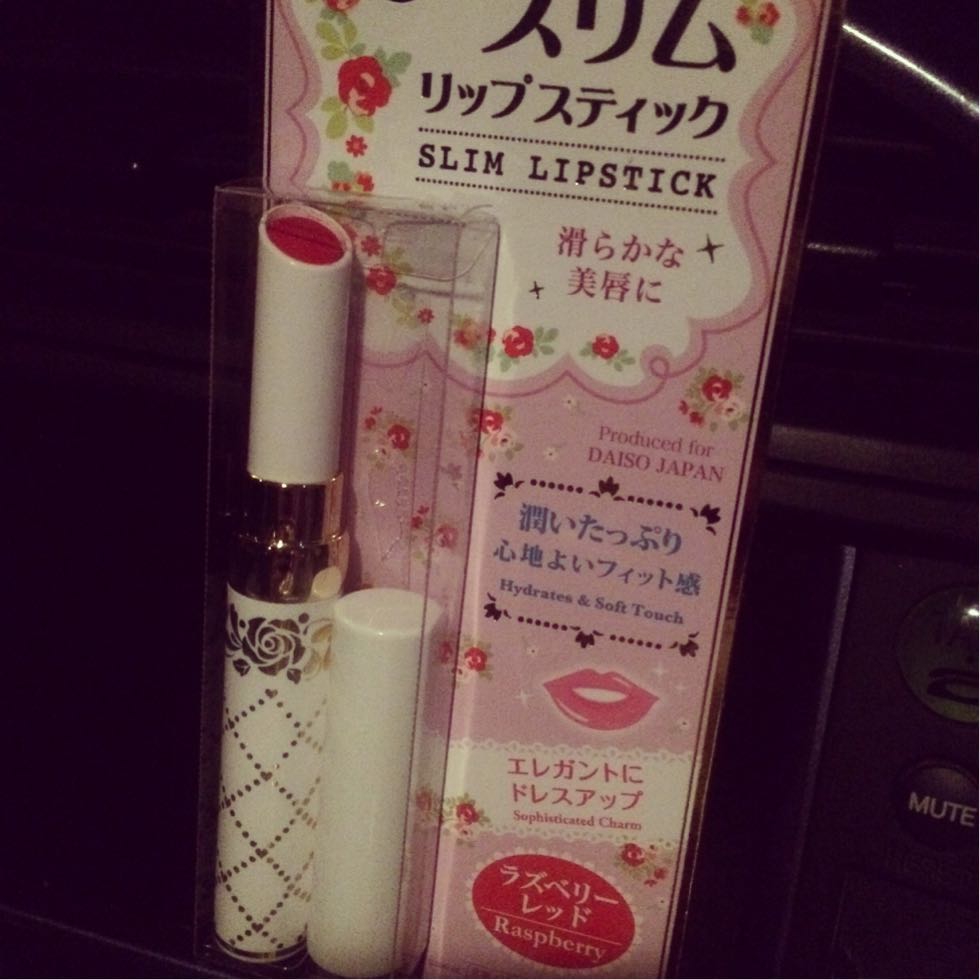 スリム
リップスティック
SLIM LIPSTICK
滑らかな
美唇に
Produced for
DAISO JAPAN
潤いたっぷり
心地よいフィット感
Hydrates & Soft Touch
エレガントに
ドレスアップ
Sophisticated Charm
ラズベリー
レッド
Raspberry
MUTE